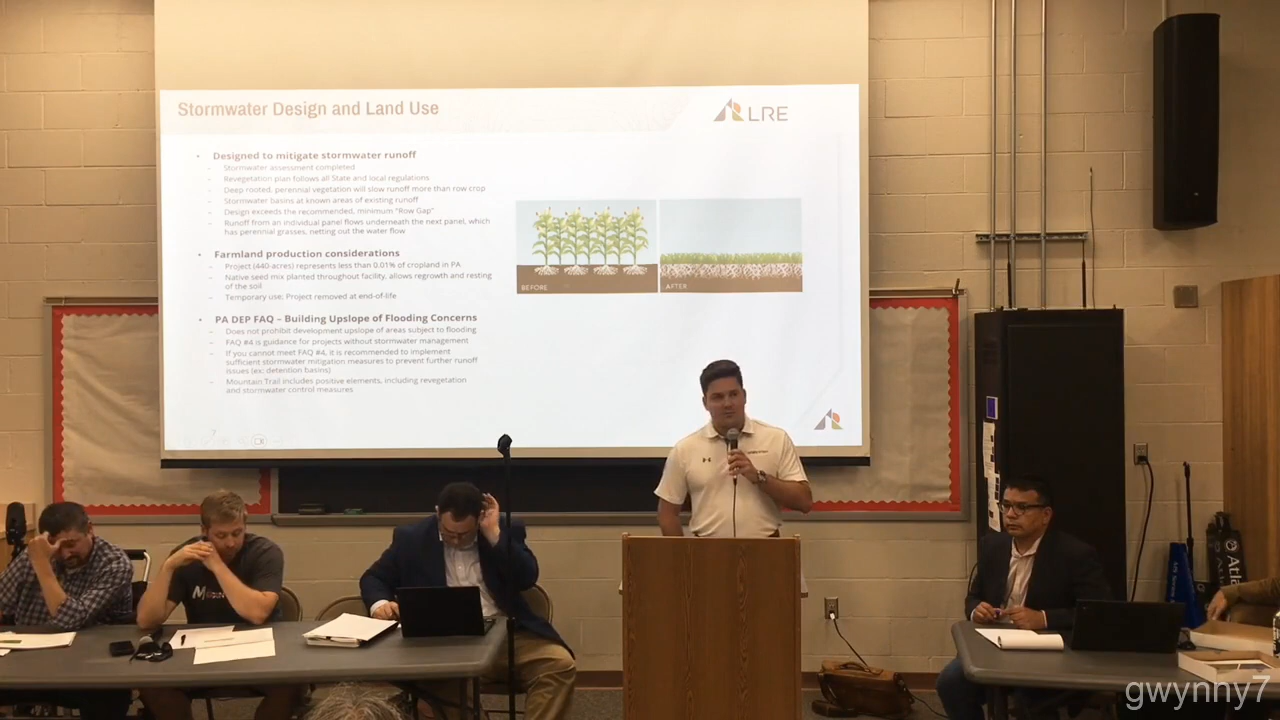 Stormwater Design and Land Use
LRE
• Designed to mitigate stormwater runoff
– Stormwater assessment completed
– Revegetation plan follows all State and local regulations
– Deep rooted, perennial vegetation will slow runoff more than row crop
– Stormwater basins at known areas of existing runoff
– Design exceeds the recommended, minimum "Row Gap"
– Runoff from an individual panel flows underneath the next panel, which
has perennial grasses, netting out the water flow
BEFORE
AFTER
• Farmland production considerations
– Project (440-acres) represents less than 0.01% of cropland in PA
– Native seed mix planted throughout facility, allows regrowth and resting
of the soil
– Temporary use; Project removed at end-of-life
• PA DEP FAQ – Building Upslope of Flooding Concerns
– Does not prohibit development upslope of areas subject to flooding
– FAQ #4 is guidance for projects without stormwater management
– If you cannot meet FAQ #4, it is recommended to implement
sufficient stormwater mitigation measures to prevent further runoff
issues (ex: detention basins)
– Mountain Trail includes positive elements, including revegetation
and stormwater control measures
7
Atla
gwynny7